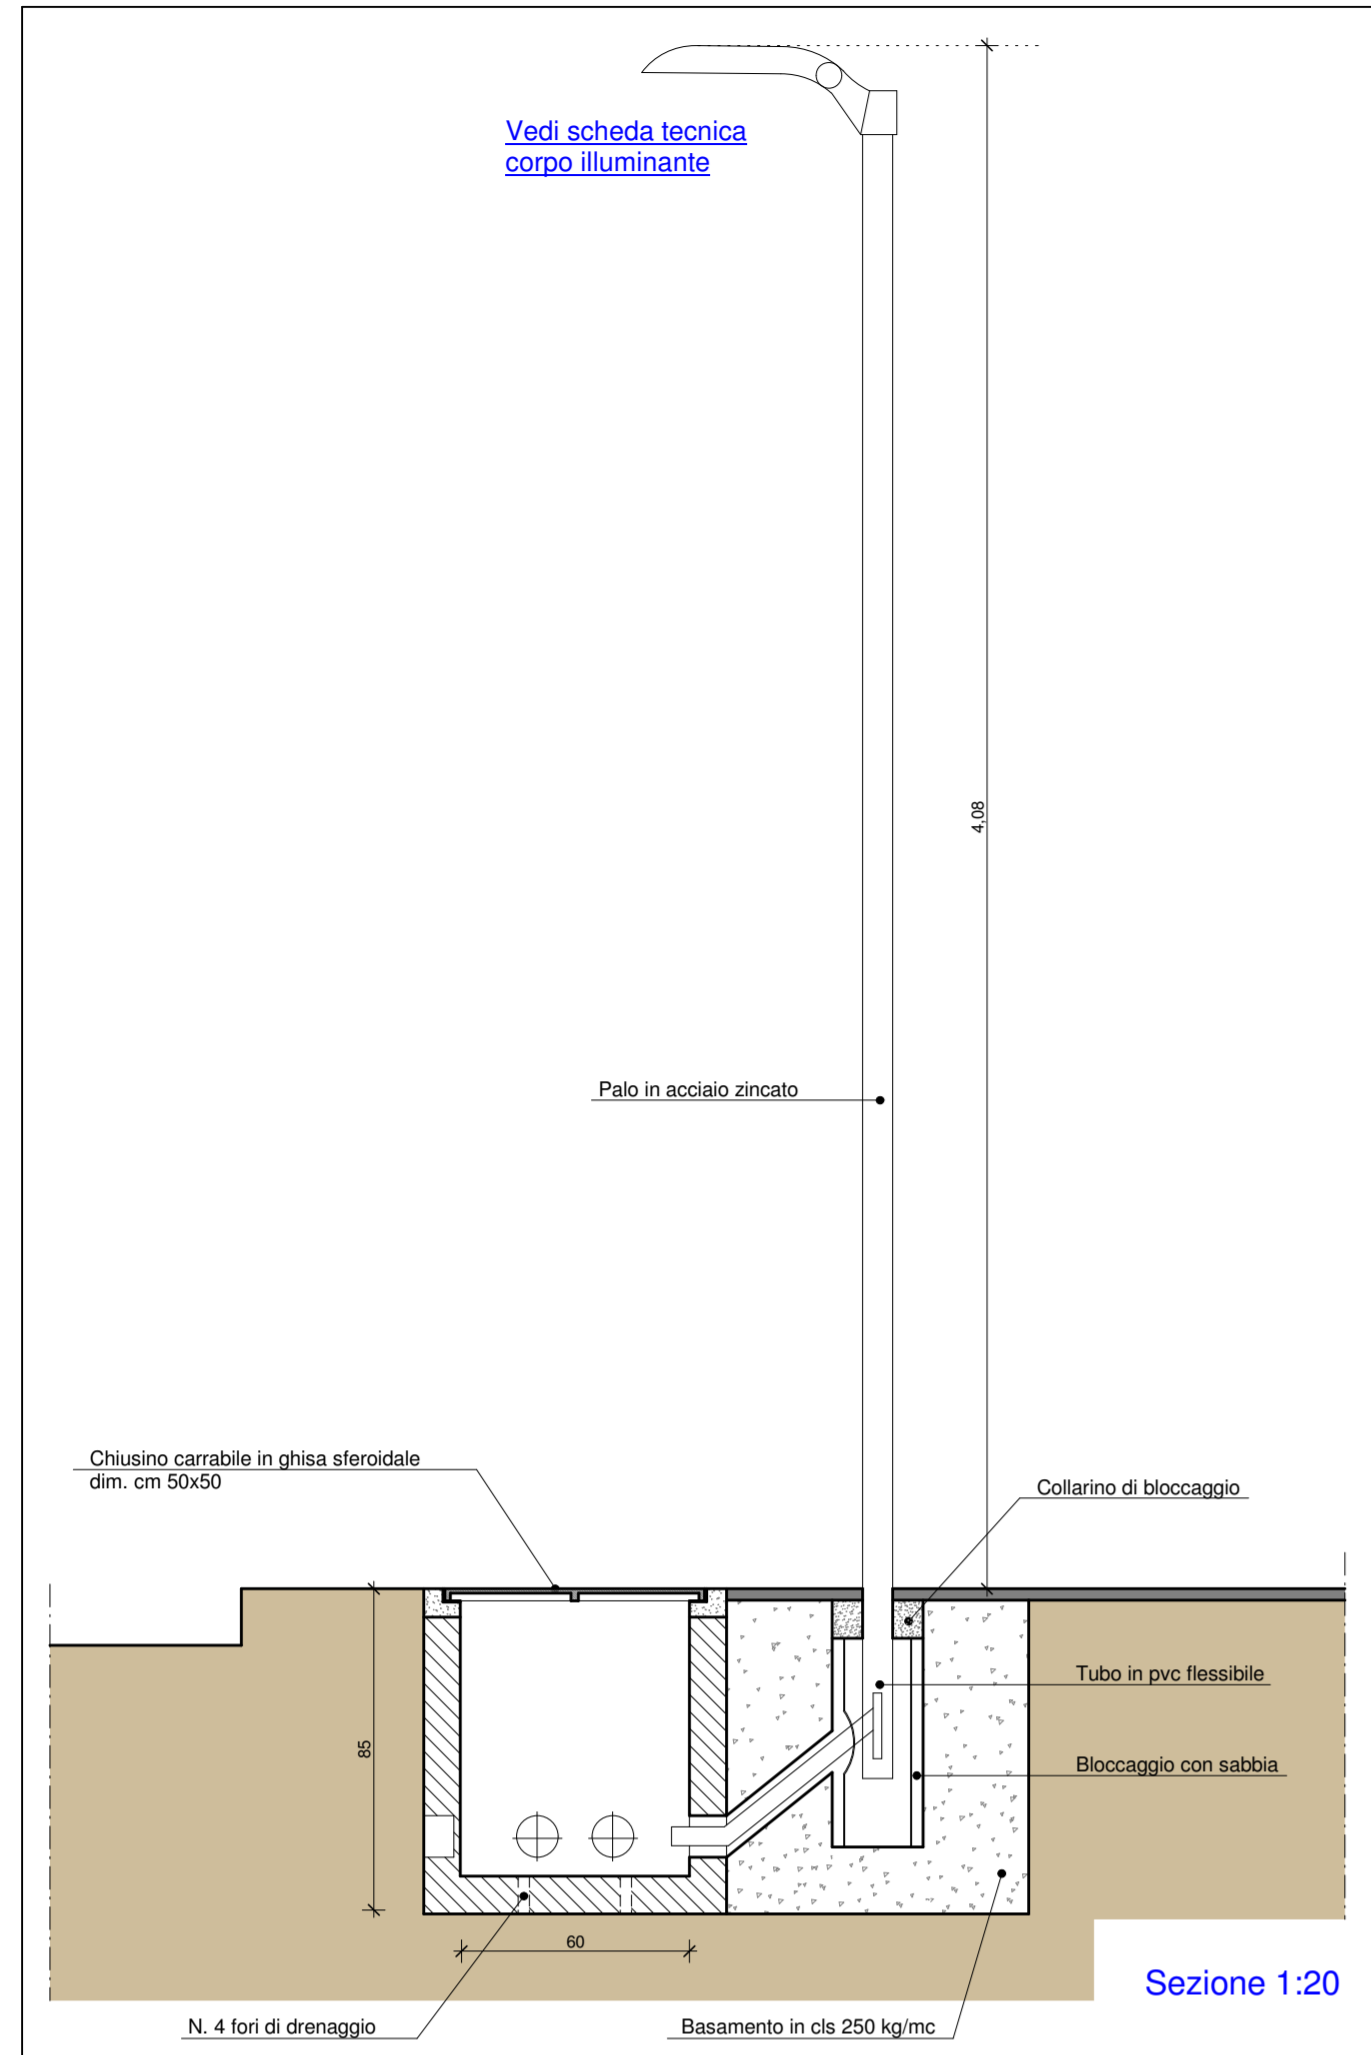 Vedi scheda tecnica
corpo illuminante
4,08
Palo in acciaio zincato
Chiusino carrabile in ghisa sferoidale
dim. cm 50x50
Collarino di bloccaggio
Tubo in pvc flessibile
85
Bloccaggio con sabbia
60
Sezione 1:20
N. 4 fori di drenaggio
Basamento in cls 250 kg/mc